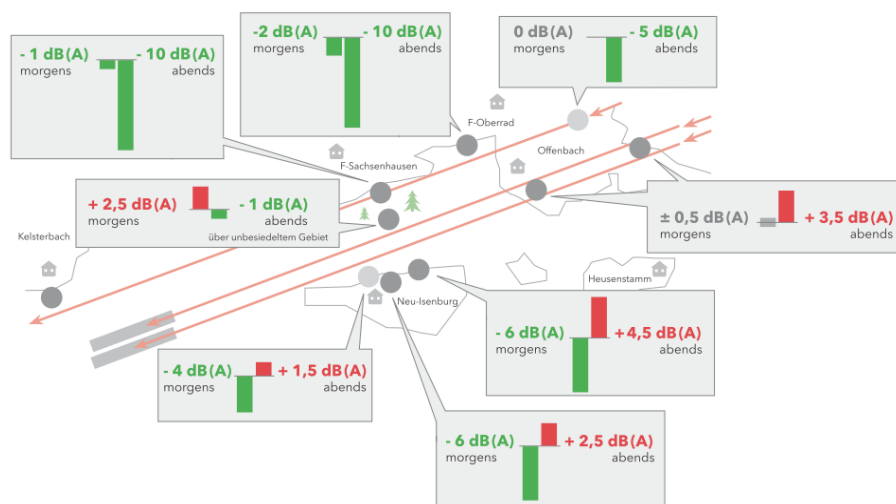 - 1 dB(A) - 10 dB(A)
morgens abends
-2 dB(A) - 10 dB(A)
morgens abends
0 dB(A) - 5 dB(A)
morgens abends
F-Oberrad
Offenbach
F-Sachsenhausen
+ 2,5 dB(A) - 1 dB(A)
morgens abends
über unbesiedeltem Gebiet
± 0,5 dB(A)
morgens
+ 3,5 dB(A)
abends
Kelsterbach
Heusenstamm
Neu-Isenburg
- 6 dB(A) +4,5 dB(A)
morgens abends
- 4 dB(A) + 1,5 dB(A)
morgens abends
- 6 dB(A) + 2,5 dB(A)
morgens abends